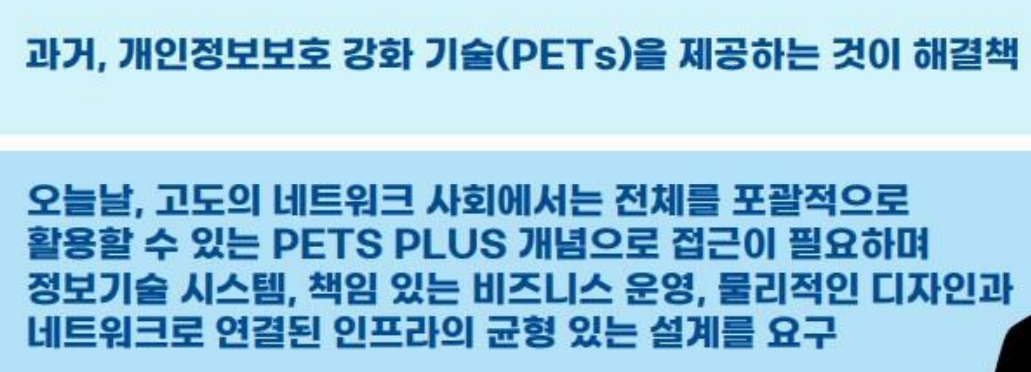 과거, 개인정보보호 강화 기술(PETs)을 제공하는 것이 해결책
오늘날, 고도의 네트워크 사회에서는 전체를 포괄적으로
활용할 수 있는 PETS PLUS 개념으로 접근이 필요하며
정보기술 시스템, 책임 있는 비즈니스 운영, 물리적인 디자인과
네트워크로 연결된 인프라의 균형 있는 설계를 요구